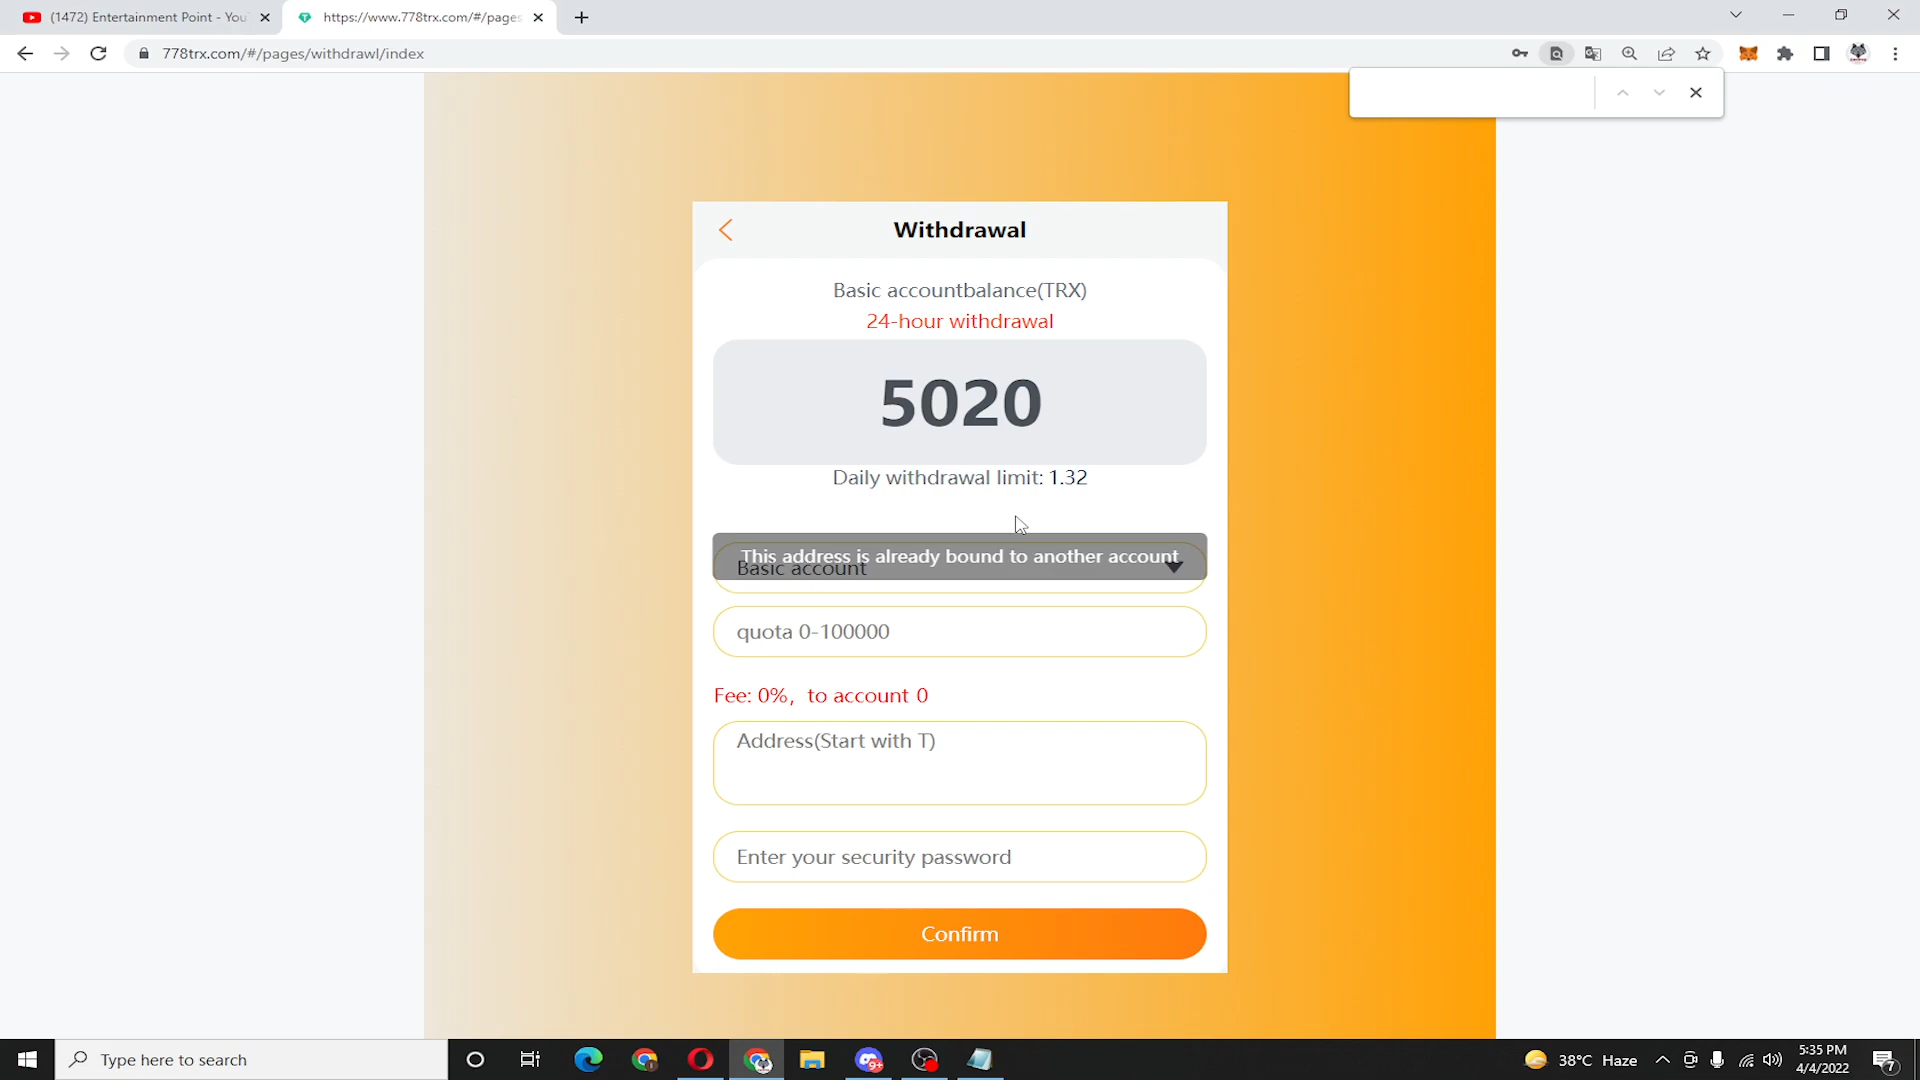 (1472) Entertainment Point - You
https://www.778trx.com/#/pages
778trx.com/#/pages/withdrawl/index
Withdrawal
Basic accountbalance(TRX)
24-hour withdrawal
5020
Daily withdrawal limit: 1.32
This address is already bound to another account
Basic account
quota 0-100000
Fee: 0%, to account 0
Address(Start with T)
Enter your security password
Confirm
Type here to search
9+
38°C Haze
5:35 PM
4/4/2022
7